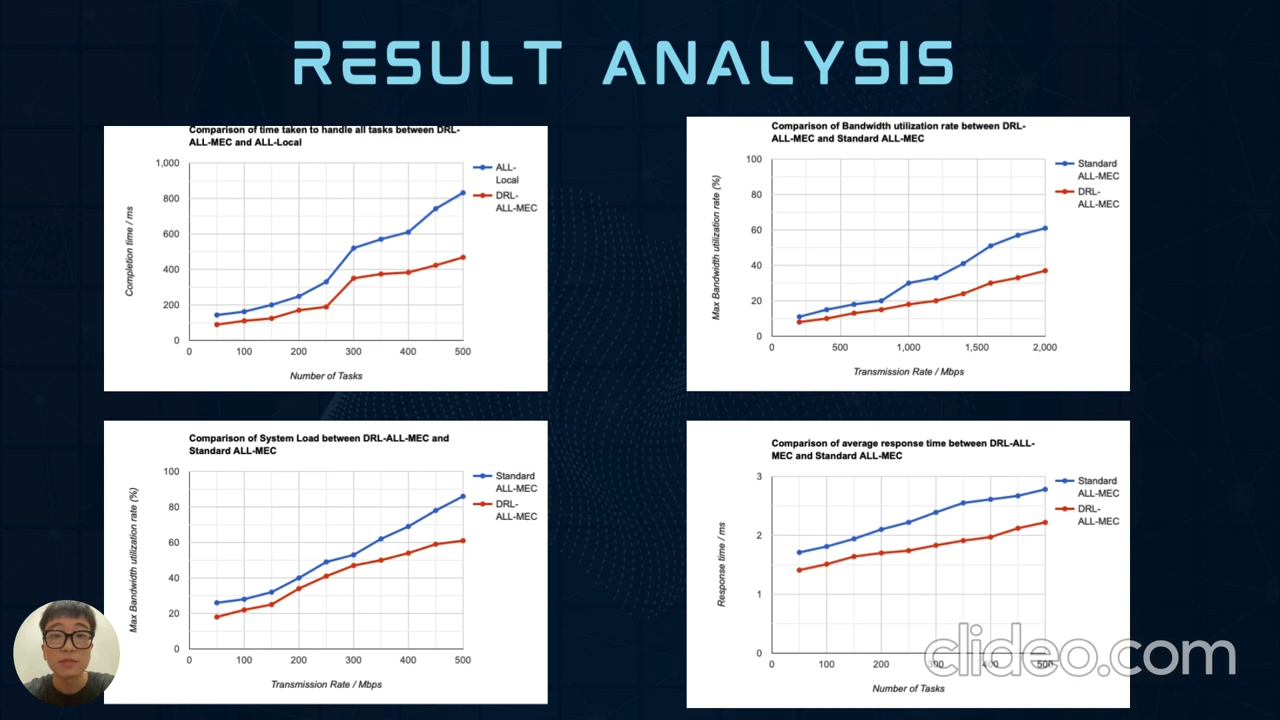 RESULT ANALYSIS
Comparison of time taken to handle all tasks between DRL-
ALL-MEC and ALL-Local
1,000
800
600
400
200
0
0
100
200
300
400
500
Completion time / ms
Number of Tasks
ALL-
Local
DRL-
ALL-MEC
Comparison of Bandwidth utilization rate between DRL-
ALL-MEC and Standard ALL-MEC
100
80
60
40
20
0
0
500
1,000
1,500
2,000
Max Bandwidth utilization rate (%)
Transmission Rate / Mbps
Standard
ALL-MEC
DRL-
ALL-MEC
Comparison of System Load between DRL-ALL-MEC and
Standard ALL-MEC
100
80
60
40
20
0
0
100
200
300
400
500
Max Bandwidth utilization rate (%)
Transmission Rate / Mbps
Standard
ALL-MEC
DRL-
ALL-MEC
Comparison of average response time between DRL-ALL-
MEC and Standard ALL-MEC
3
2
1
0
0
100
200
300
400
500
Response time / ms
Number of Tasks
Standard
ALL-MEC
DRL-
ALL-MEC
clideo.com